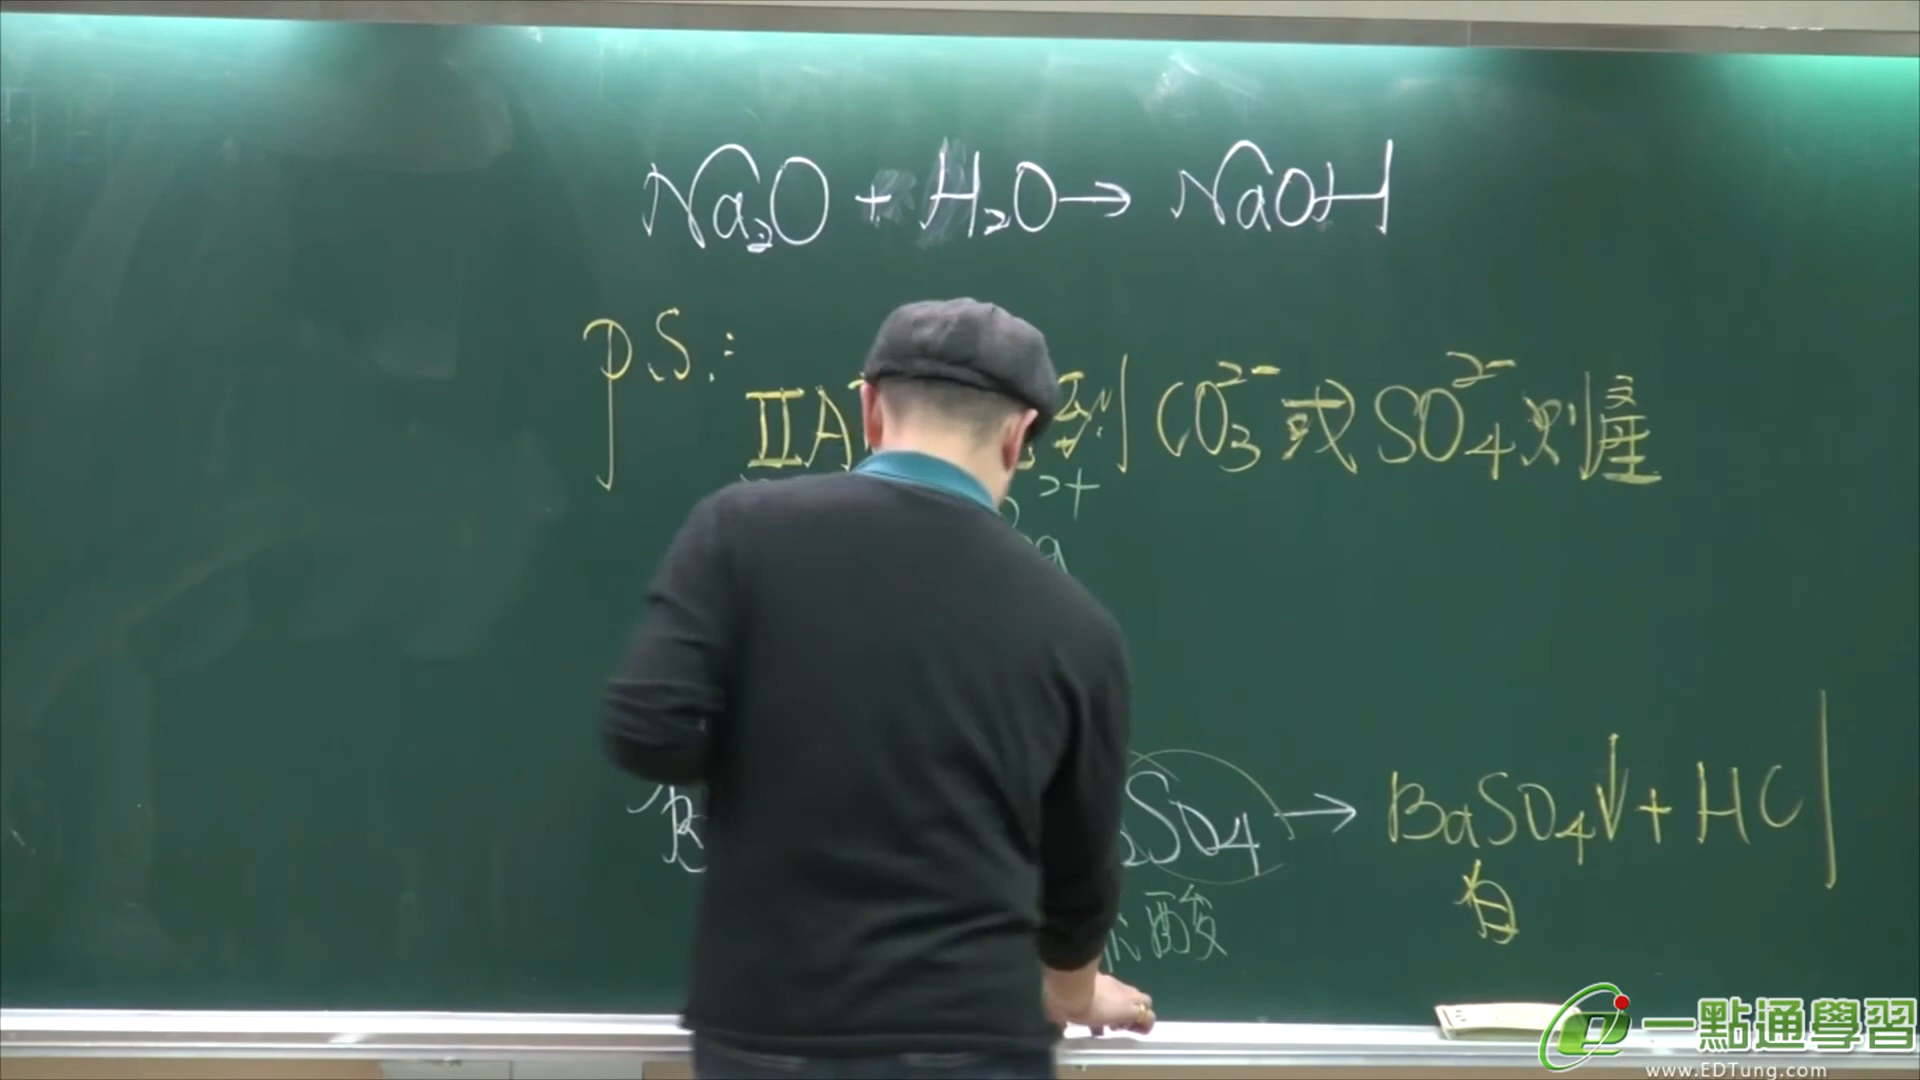 Na₂O + H₂O → NaOH
P.S.:
IIA 到 CO₃²⁻ 或 SO₄²⁻ 則產
2+
SO₄ → BaSO₄↓ + HCl
酸 白
一點通學習
www.EDTung.com